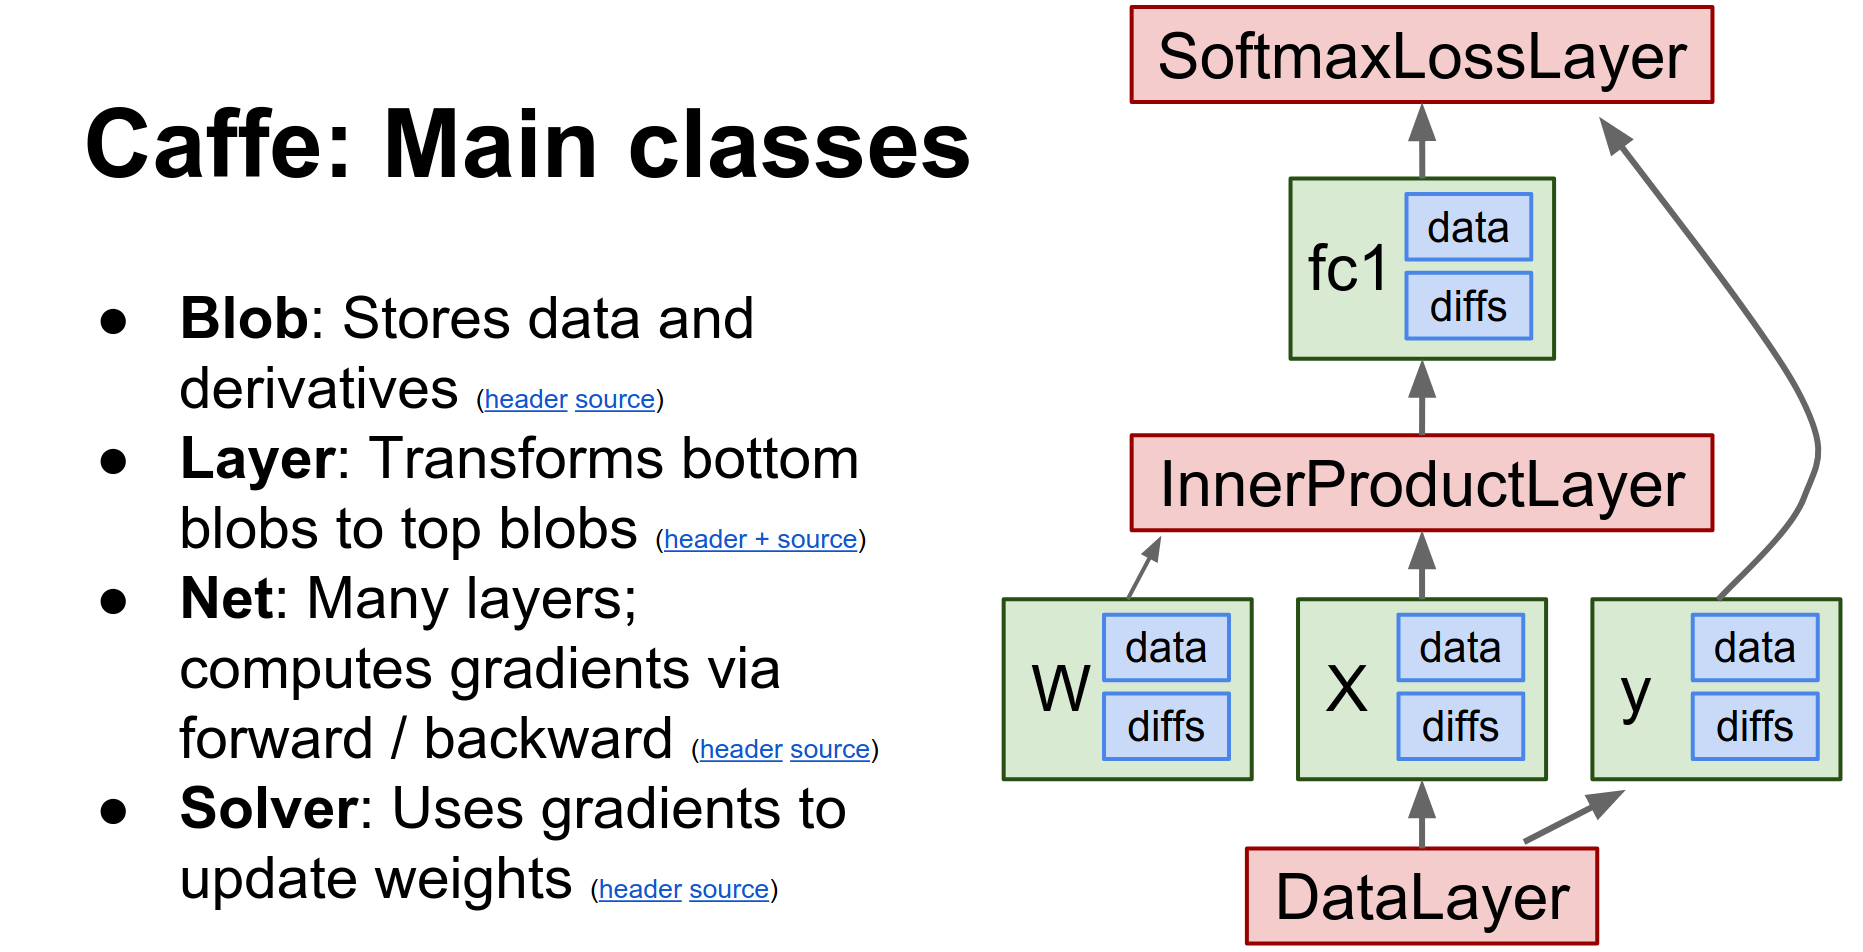 Caffe: Main classes
● Blob: Stores data and
derivatives (header source)
● Layer: Transforms bottom
blobs to top blobs (header + source)
● Net: Many layers;
computes gradients via
forward / backward (header source)
● Solver: Uses gradients to
update weights (header source)
SoftmaxLossLayer
fc1
data
diffs
InnerProductLayer
W
data
diffs
X
data
diffs
y
data
diffs
DataLayer